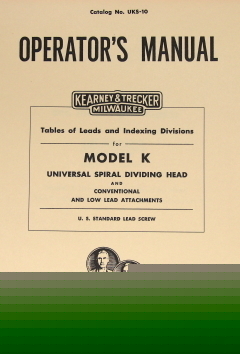 Catalog No. UKS-10
OPERATOR'S MANUAL
KEARNEY & TRECKER
MILWAUKEE
Tables of Leads and Indexing Divisions
for
MODEL K
UNIVERSAL SPIRAL DIVIDING HEAD
AND
CONVENTIONAL
AND LOW LEAD ATTACHMENTS
U. S. STANDARD LEAD SCREW